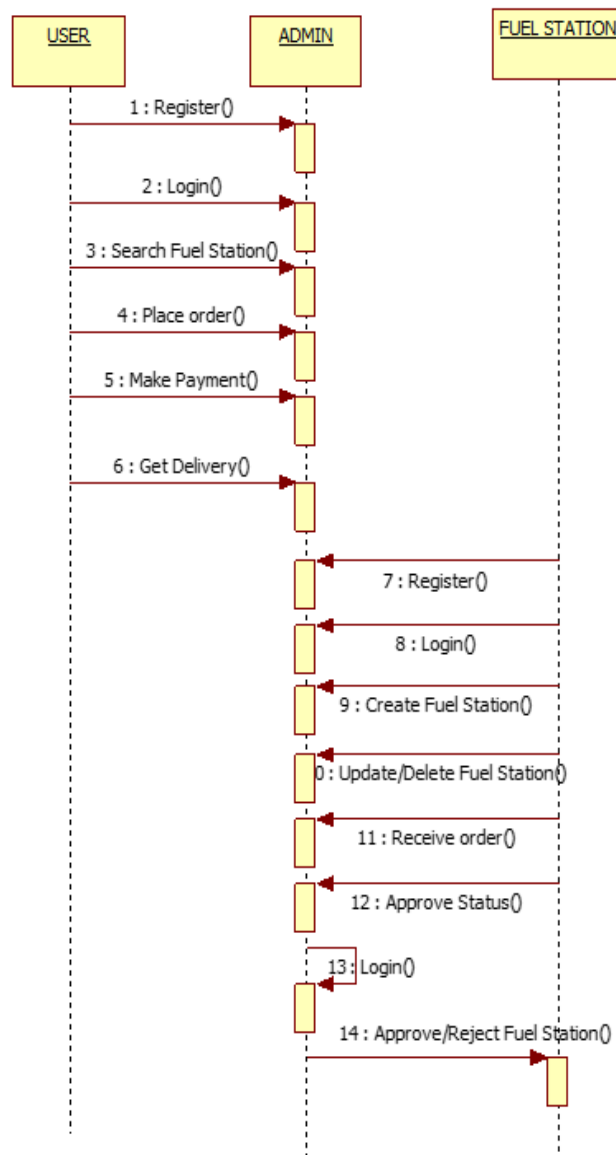 USER
ADMIN
FUEL STATION
1 : Register()
2 : Login()
3 : Search Fuel Station()
4 : Place order()
5 : Make Payment()
6 : Get Delivery()
7 : Register()
8 : Login()
9 : Create Fuel Station()
0 : Update/Delete Fuel Station()
11 : Receive order()
12 : Approve Status()
13 : Login()
14 : Approve/Reject Fuel Station()